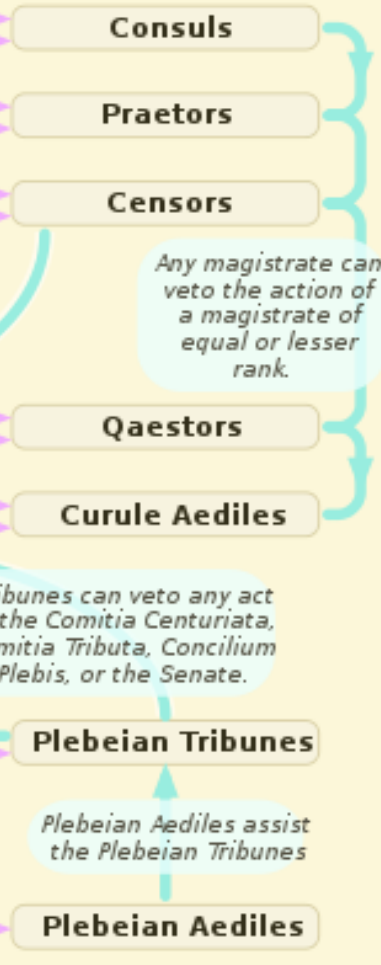 Consuls
Praetors
Censors
Any magistrate can
veto the action of
a magistrate of
equal or lesser
rank.
Qaestors
Curule Aediles
ibunes can veto any act
the Comitia Centuriata,
mitia Tributa, Concilium
Plebis, or the Senate.
Plebeian Tribunes
Plebeian Aediles assist
the Plebeian Tribunes
Plebeian Aediles